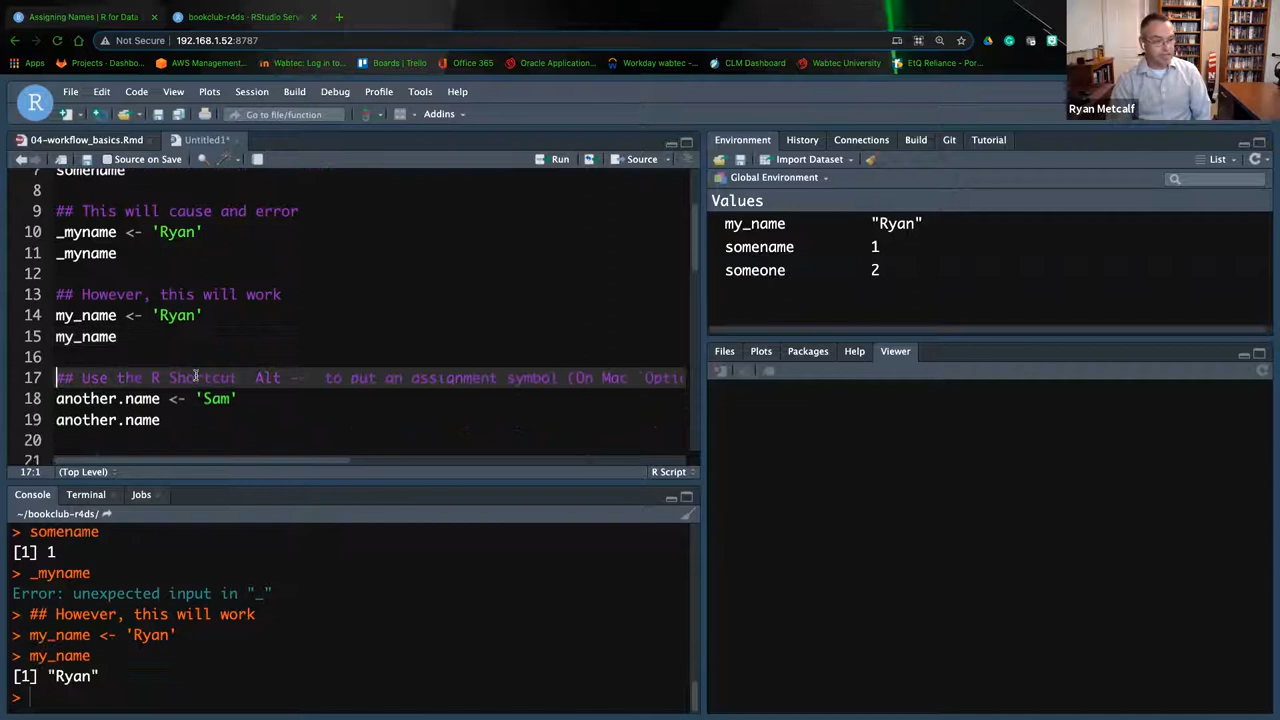 Assigning Names | R for Data
bookclub-r4ds - RStudio Serv
Not Secure | 192.168.1.52:8787
Apps
Projects - Dashbo...
AWS Management...
Wabtec: Log in to...
Boards | Trello
Office 365
Oracle Application...
Workday wabtec -...
CLM Dashboard
Wabtec University
EtQ Reliance - Por...
Ryan Metcalf
R
File Edit Code View Plots Session Build Debug Profile Tools Help
Go to file/function
Addins
04-workflow_basics.Rmd
Untitled1*
Source on Save
Run
Source
7 somename
8
9 ## This will cause and error
10 _myname <- 'Ryan'
11 _myname
12
13 ## However, this will work
14 my_name <- 'Ryan'
15 my_name
16
17 ## Use the R Shortcut Alt -- to put an assignment symbol (On Mac `Optio
18 another.name <- 'Sam'
19 another.name
20
21
17:1 (Top Level)
R Script
Console Terminal Jobs
~/bookclub-r4ds/
> somename
[1] 1
> _myname
Error: unexpected input in "_"
> ## However, this will work
> my_name <- 'Ryan'
> my_name
[1] "Ryan"
>
Environment History Connections Build Git Tutorial
Import Dataset
List
Global Environment
Values
my_name "Ryan"
somename 1
someone 2
Files Plots Packages Help Viewer